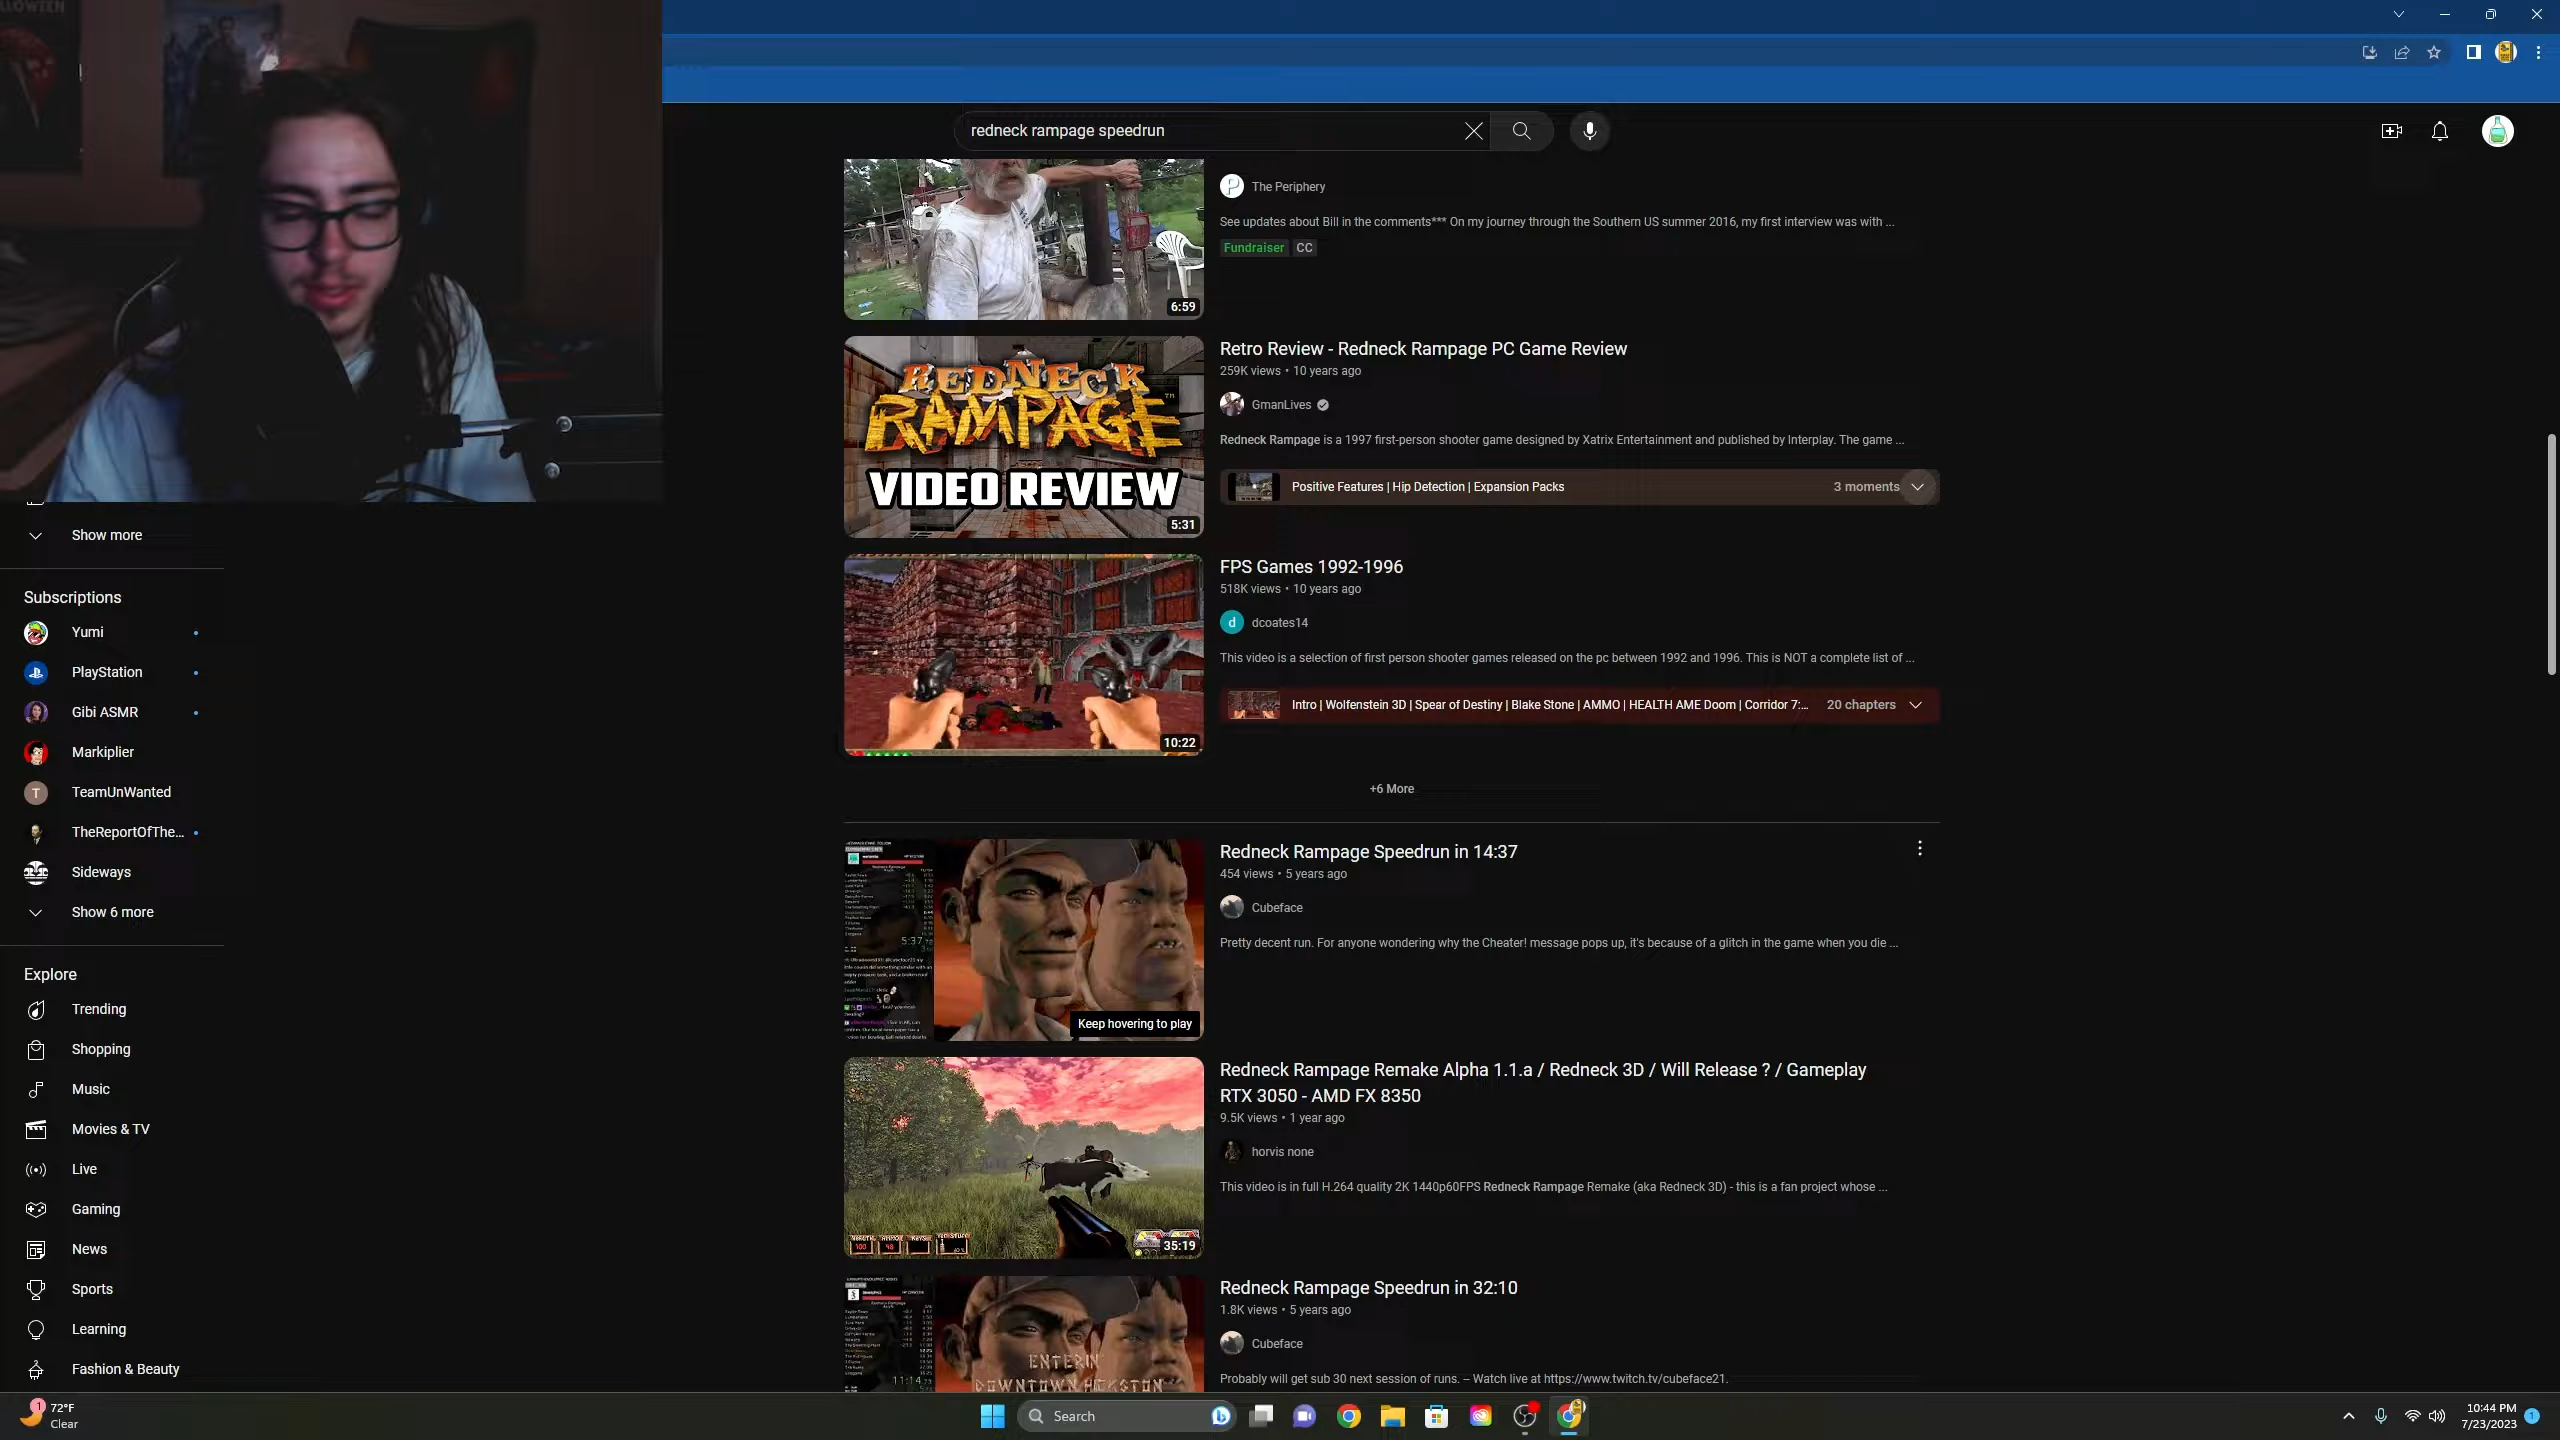 HALLOWEEN
redneck rampage speedrun
The Periphery
See updates about Bill in the comments*** On my journey through the Southern US summer 2016, my first interview was with ...
Fundraiser CC
6:59
REDNECK
RAMPAGE
VIDEO REVIEW
5:31
Retro Review - Redneck Rampage PC Game Review
259K views • 10 years ago
GmanLives
Redneck Rampage is a 1997 first-person shooter game designed by Xatrix Entertainment and published by Interplay. The game ...
Positive Features | Hip Detection | Expansion Packs
3 moments
FPS Games 1992-1996
518K views • 10 years ago
d
dcoates14
This video is a selection of first person shooter games released on the pc between 1992 and 1996. This is NOT a complete list of ...
Intro | Wolfenstein 3D | Spear of Destiny | Blake Stone | AMMO | HEALTH AME Doom | Corridor 7:...
20 chapters
10:22
+6 More
Redneck Rampage Speedrun in 14:37
454 views • 5 years ago
Cubeface
Pretty decent run. For anyone wondering why the Cheater! message pops up, it's because of a glitch in the game when you die ...
5:37
Keep hovering to play
Redneck Rampage Remake Alpha 1.1.a / Redneck 3D / Will Release ? / Gameplay
RTX 3050 - AMD FX 8350
9.5K views • 1 year ago
horvis none
This video is in full H.264 quality 2K 1440p60FPS Redneck Rampage Remake (aka Redneck 3D) - this is a fan project whose ...
100
48
35:19
Redneck Rampage Speedrun in 32:10
1.8K views • 5 years ago
Cubeface
Probably will get sub 30 next session of runs. -- Watch live at https://www.twitch.tv/cubeface21.
ENTERIN'
DOWNTOWN HICKSTON
11:14
Show more
Subscriptions
Yumi
PlayStation
Gibi ASMR
Markiplier
T
TeamUnWanted
TheReportOfThe...
Sideways
Show 6 more
Explore
Trending
Shopping
Music
Movies & TV
Live
Gaming
News
Sports
Learning
Fashion & Beauty
1
72°F
Clear
Search
10:44 PM
7/23/2023
1